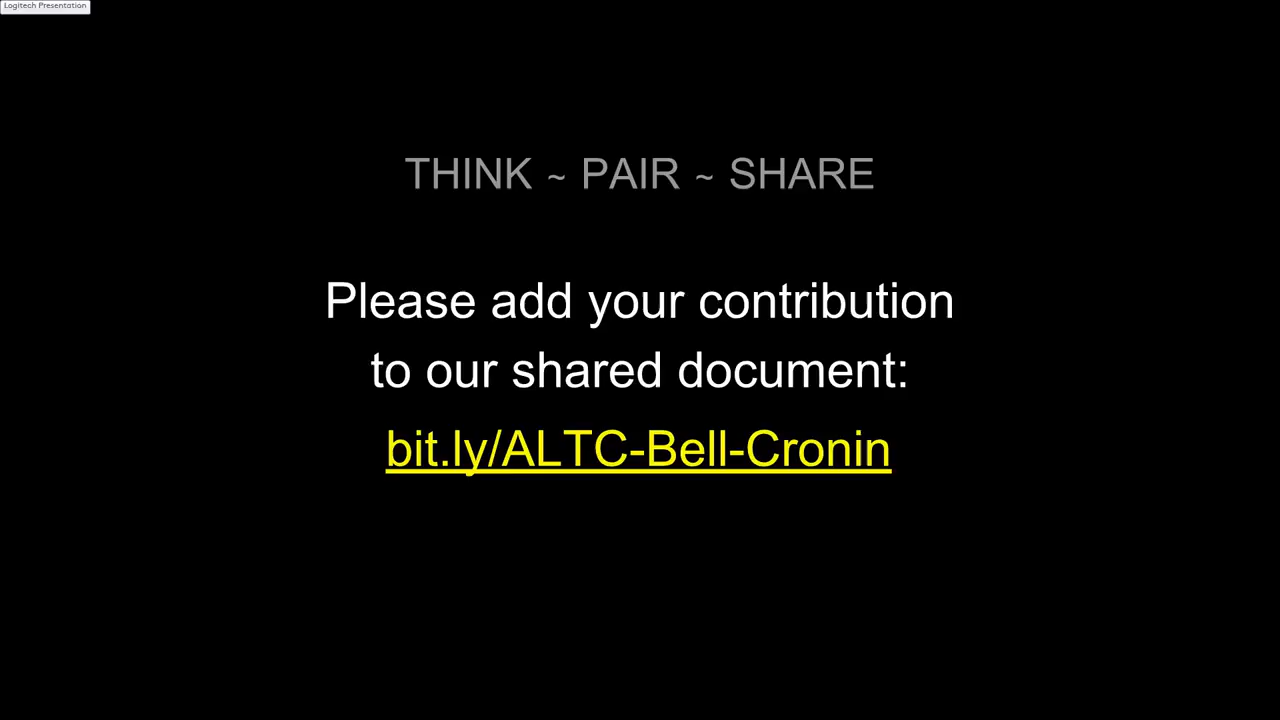 Logitech Presentation
THINK ~ PAIR ~ SHARE
Please add your contribution
to our shared document:
bit.ly/ALTC-Bell-Cronin